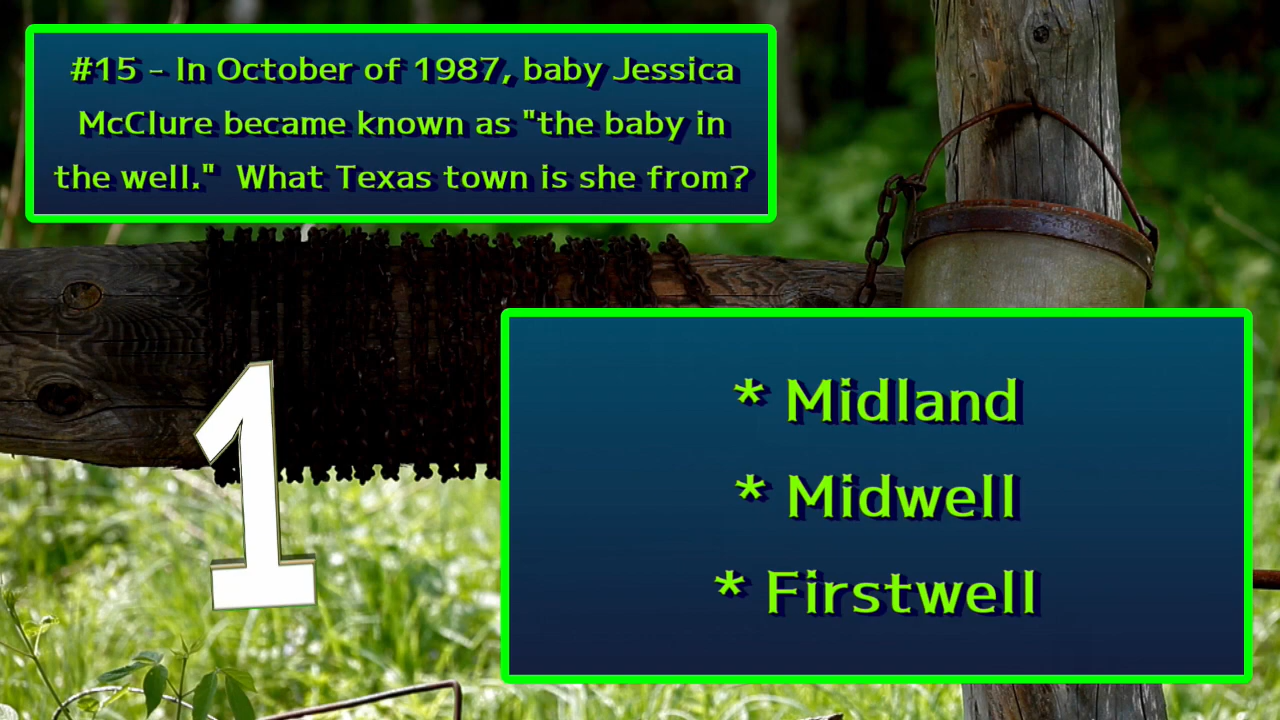 #15 - In October of 1987, baby Jessica
McClure became known as "the baby in
the well."  What Texas town is she from?
* Midland
* Midwell
* Firstwell
1